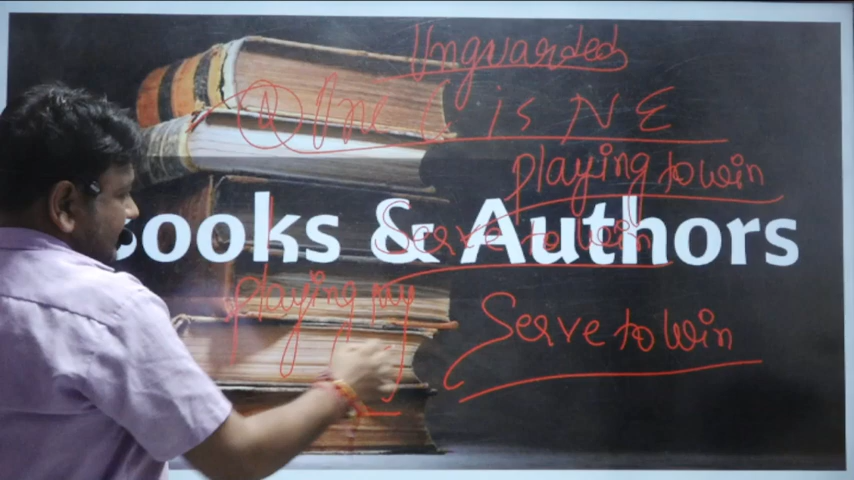 Unguarded
is NE
playing to win
Serve to win
Books & Authors
playing my
Serve to win